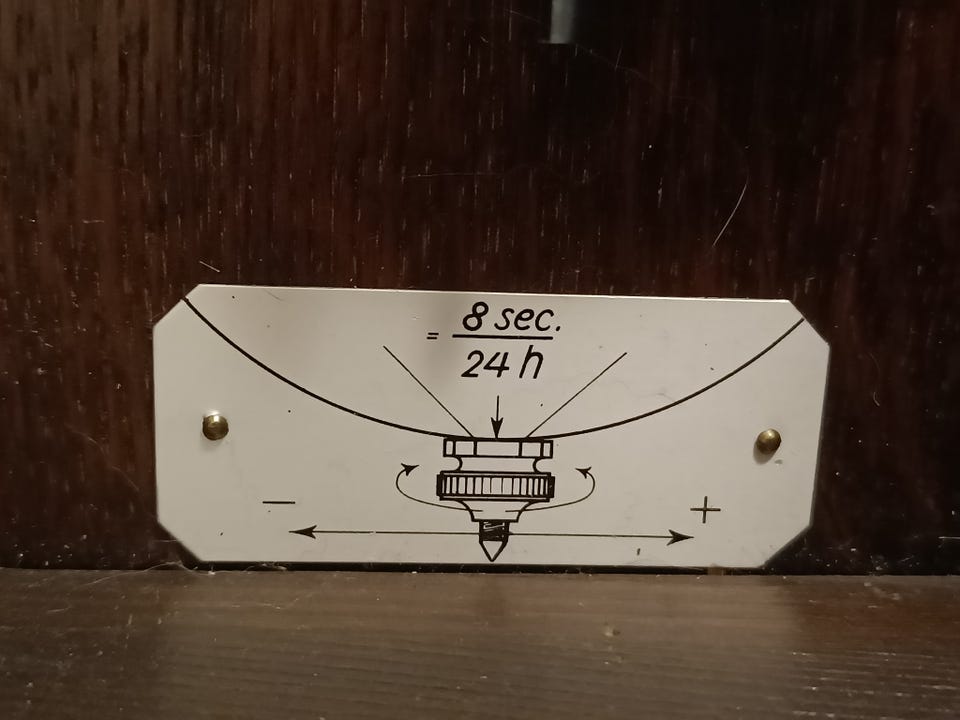 = 8 sec.
24 h
− +